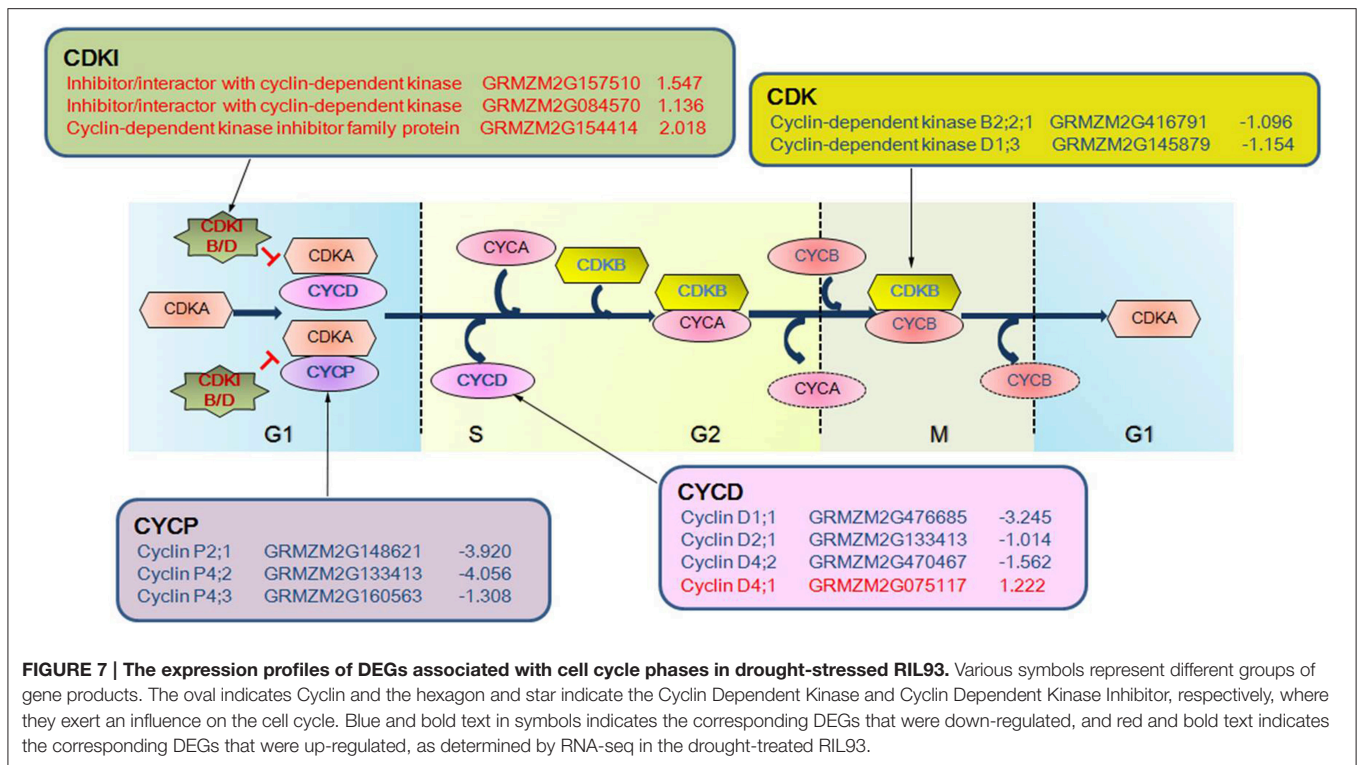 CDKI
Inhibitor/interactor with cyclin-dependent kinase GRMZM2G157510 1.547
Inhibitor/interactor with cyclin-dependent kinase GRMZM2G084570 1.136
Cyclin-dependent kinase inhibitor family protein GRMZM2G154414 2.018
CDK
Cyclin-dependent kinase B2;2;1 GRMZM2G416791 -1.096
Cyclin-dependent kinase D1;3 GRMZM2G145879 -1.154
CDKI
B/D
CDKA
CYCD
CDKA
CDKA
CYCP
CDKI
B/D
CYCA
CDKB
CYCD
CDKB
CYCA
CYCB
CYCA
CDKB
CYCB
CYCB
CDKA
G1
S
G2
M
G1
CYCP
Cyclin P2;1 GRMZM2G148621 -3.920
Cyclin P4;2 GRMZM2G133413 -4.056
Cyclin P4;3 GRMZM2G160563 -1.308
CYCD
Cyclin D1;1 GRMZM2G476685 -3.245
Cyclin D2;1 GRMZM2G133413 -1.014
Cyclin D4;2 GRMZM2G470467 -1.562
Cyclin D4;1 GRMZM2G075117 1.222
FIGURE 7 | The expression profiles of DEGs associated with cell cycle phases in drought-stressed RIL93. Various symbols represent different groups of
gene products. The oval indicates Cyclin and the hexagon and star indicate the Cyclin Dependent Kinase and Cyclin Dependent Kinase Inhibitor, respectively, where
they exert an influence on the cell cycle. Blue and bold text in symbols indicates the corresponding DEGs that were down-regulated, and red and bold text indicates
the corresponding DEGs that were up-regulated, as determined by RNA-seq in the drought-treated RIL93.